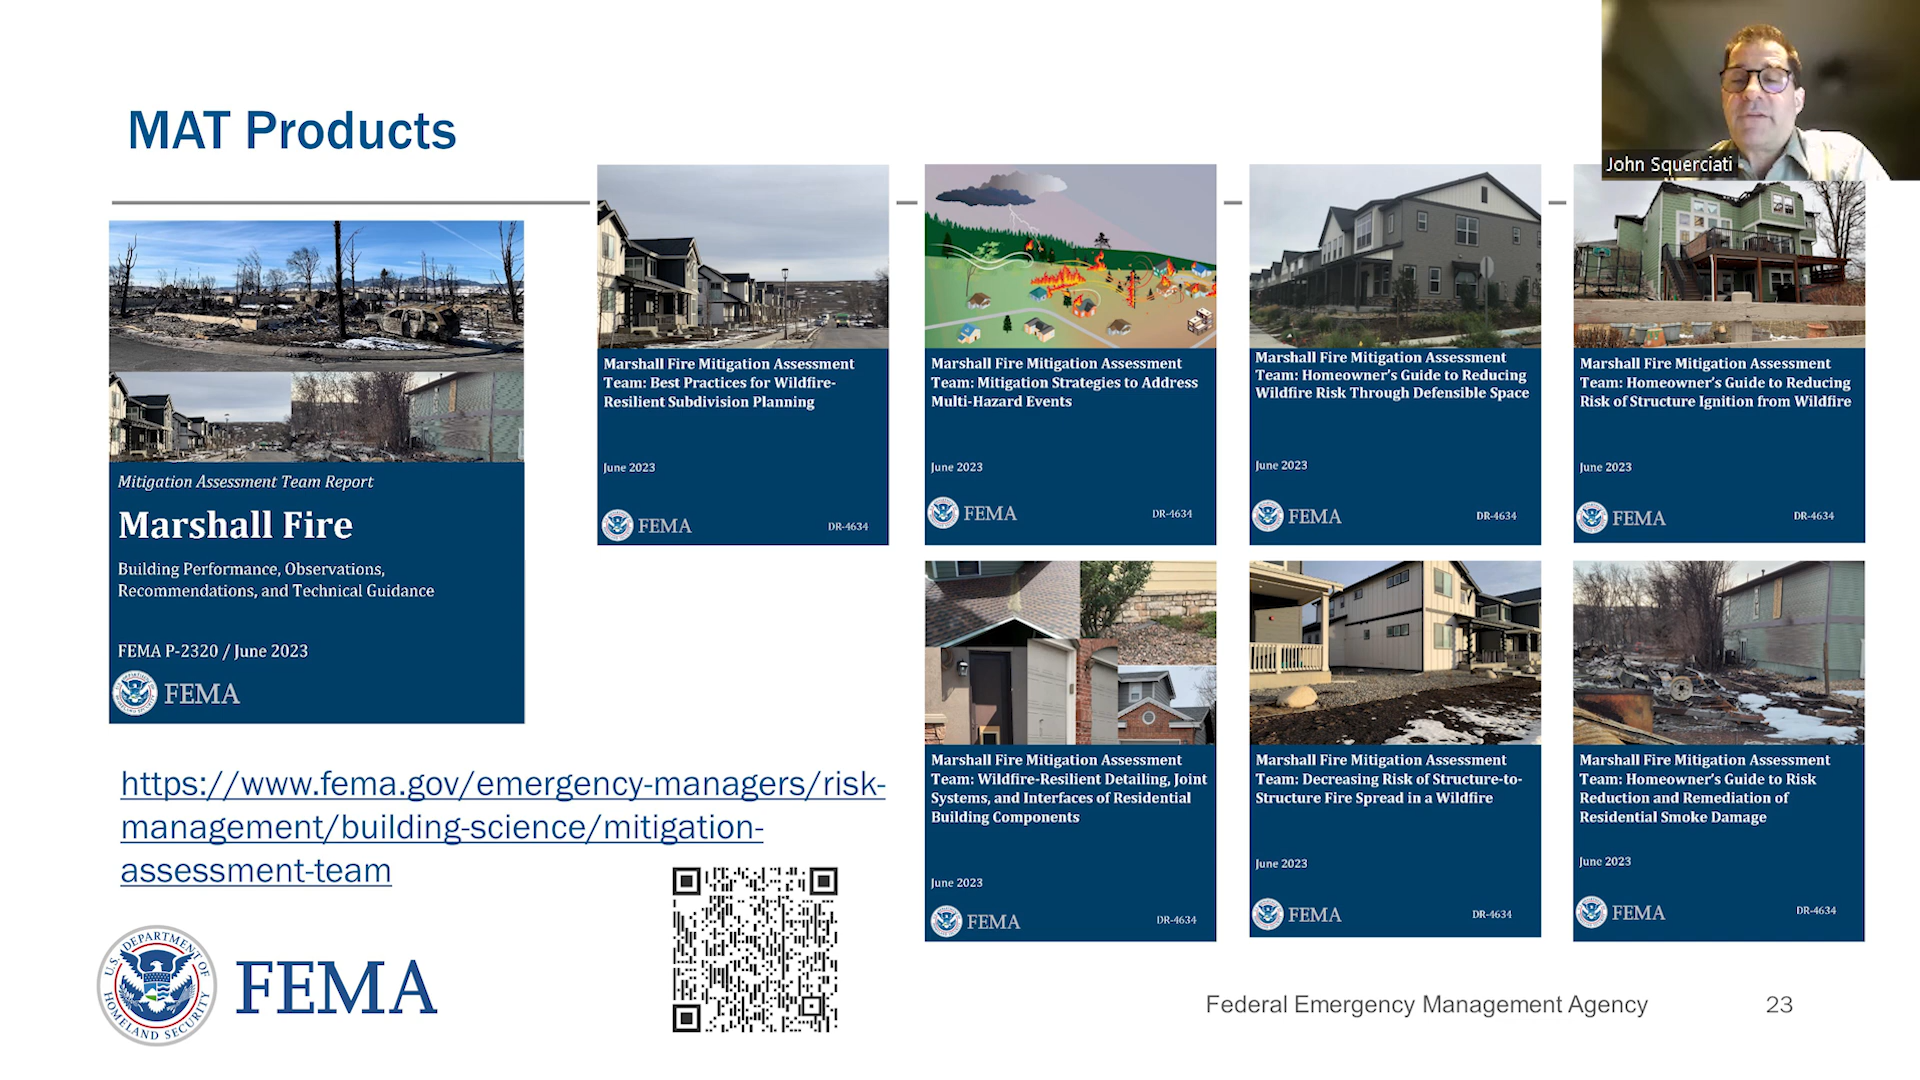 MAT Products
John Squerciati
Mitigation Assessment Team Report
Marshall Fire
Building Performance, Observations,
Recommendations, and Technical Guidance
FEMA P-2320 / June 2023
FEMA
Marshall Fire Mitigation Assessment
Team: Best Practices for Wildfire-
Resilient Subdivision Planning
June 2023
FEMA
DR-4634
Marshall Fire Mitigation Assessment
Team: Mitigation Strategies to Address
Multi-Hazard Events
June 2023
FEMA
DR-4634
Marshall Fire Mitigation Assessment
Team: Homeowner's Guide to Reducing
Wildfire Risk Through Defensible Space
June 2023
FEMA
DR-4634
Marshall Fire Mitigation Assessment
Team: Homeowner's Guide to Reducing
Risk of Structure Ignition from Wildfire
June 2023
FEMA
DR-4634
Marshall Fire Mitigation Assessment
Team: Wildfire-Resilient Detailing, Joint
Systems, and Interfaces of Residential
Building Components
June 2023
FEMA
DR-4634
Marshall Fire Mitigation Assessment
Team: Decreasing Risk of Structure-to-
Structure Fire Spread in a Wildfire
June 2023
FEMA
DR-4634
Marshall Fire Mitigation Assessment
Team: Homeowner's Guide to Risk
Reduction and Remediation of
Residential Smoke Damage
June 2023
FEMA
DR-4634
https://www.fema.gov/emergency-managers/risk-
management/building-science/mitigation-
assessment-team
U.S. DEPARTMENT OF
HOMELAND SECURITY
FEMA
Federal Emergency Management Agency
23